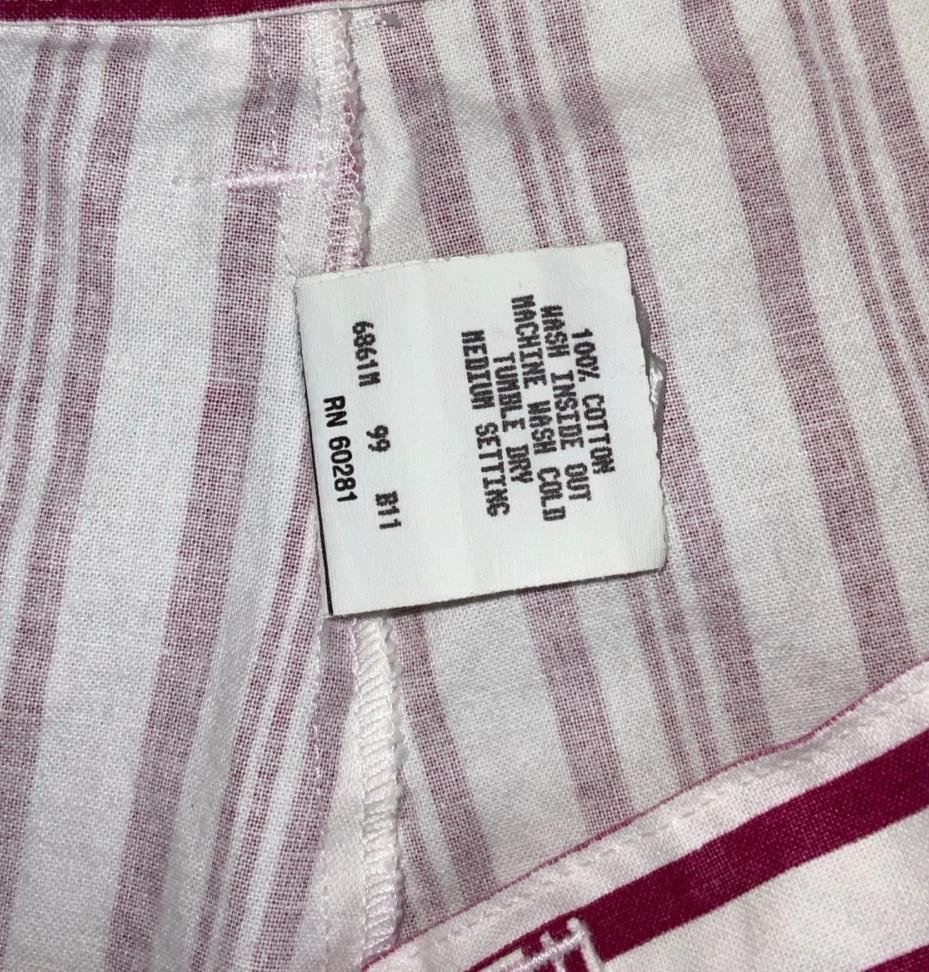 100% COTTON
WASH INSIDE OUT
MACHINE WASH COLD
TUMBLE DRY
MEDIUM SETTING
6861M 99 B11
RN 60281